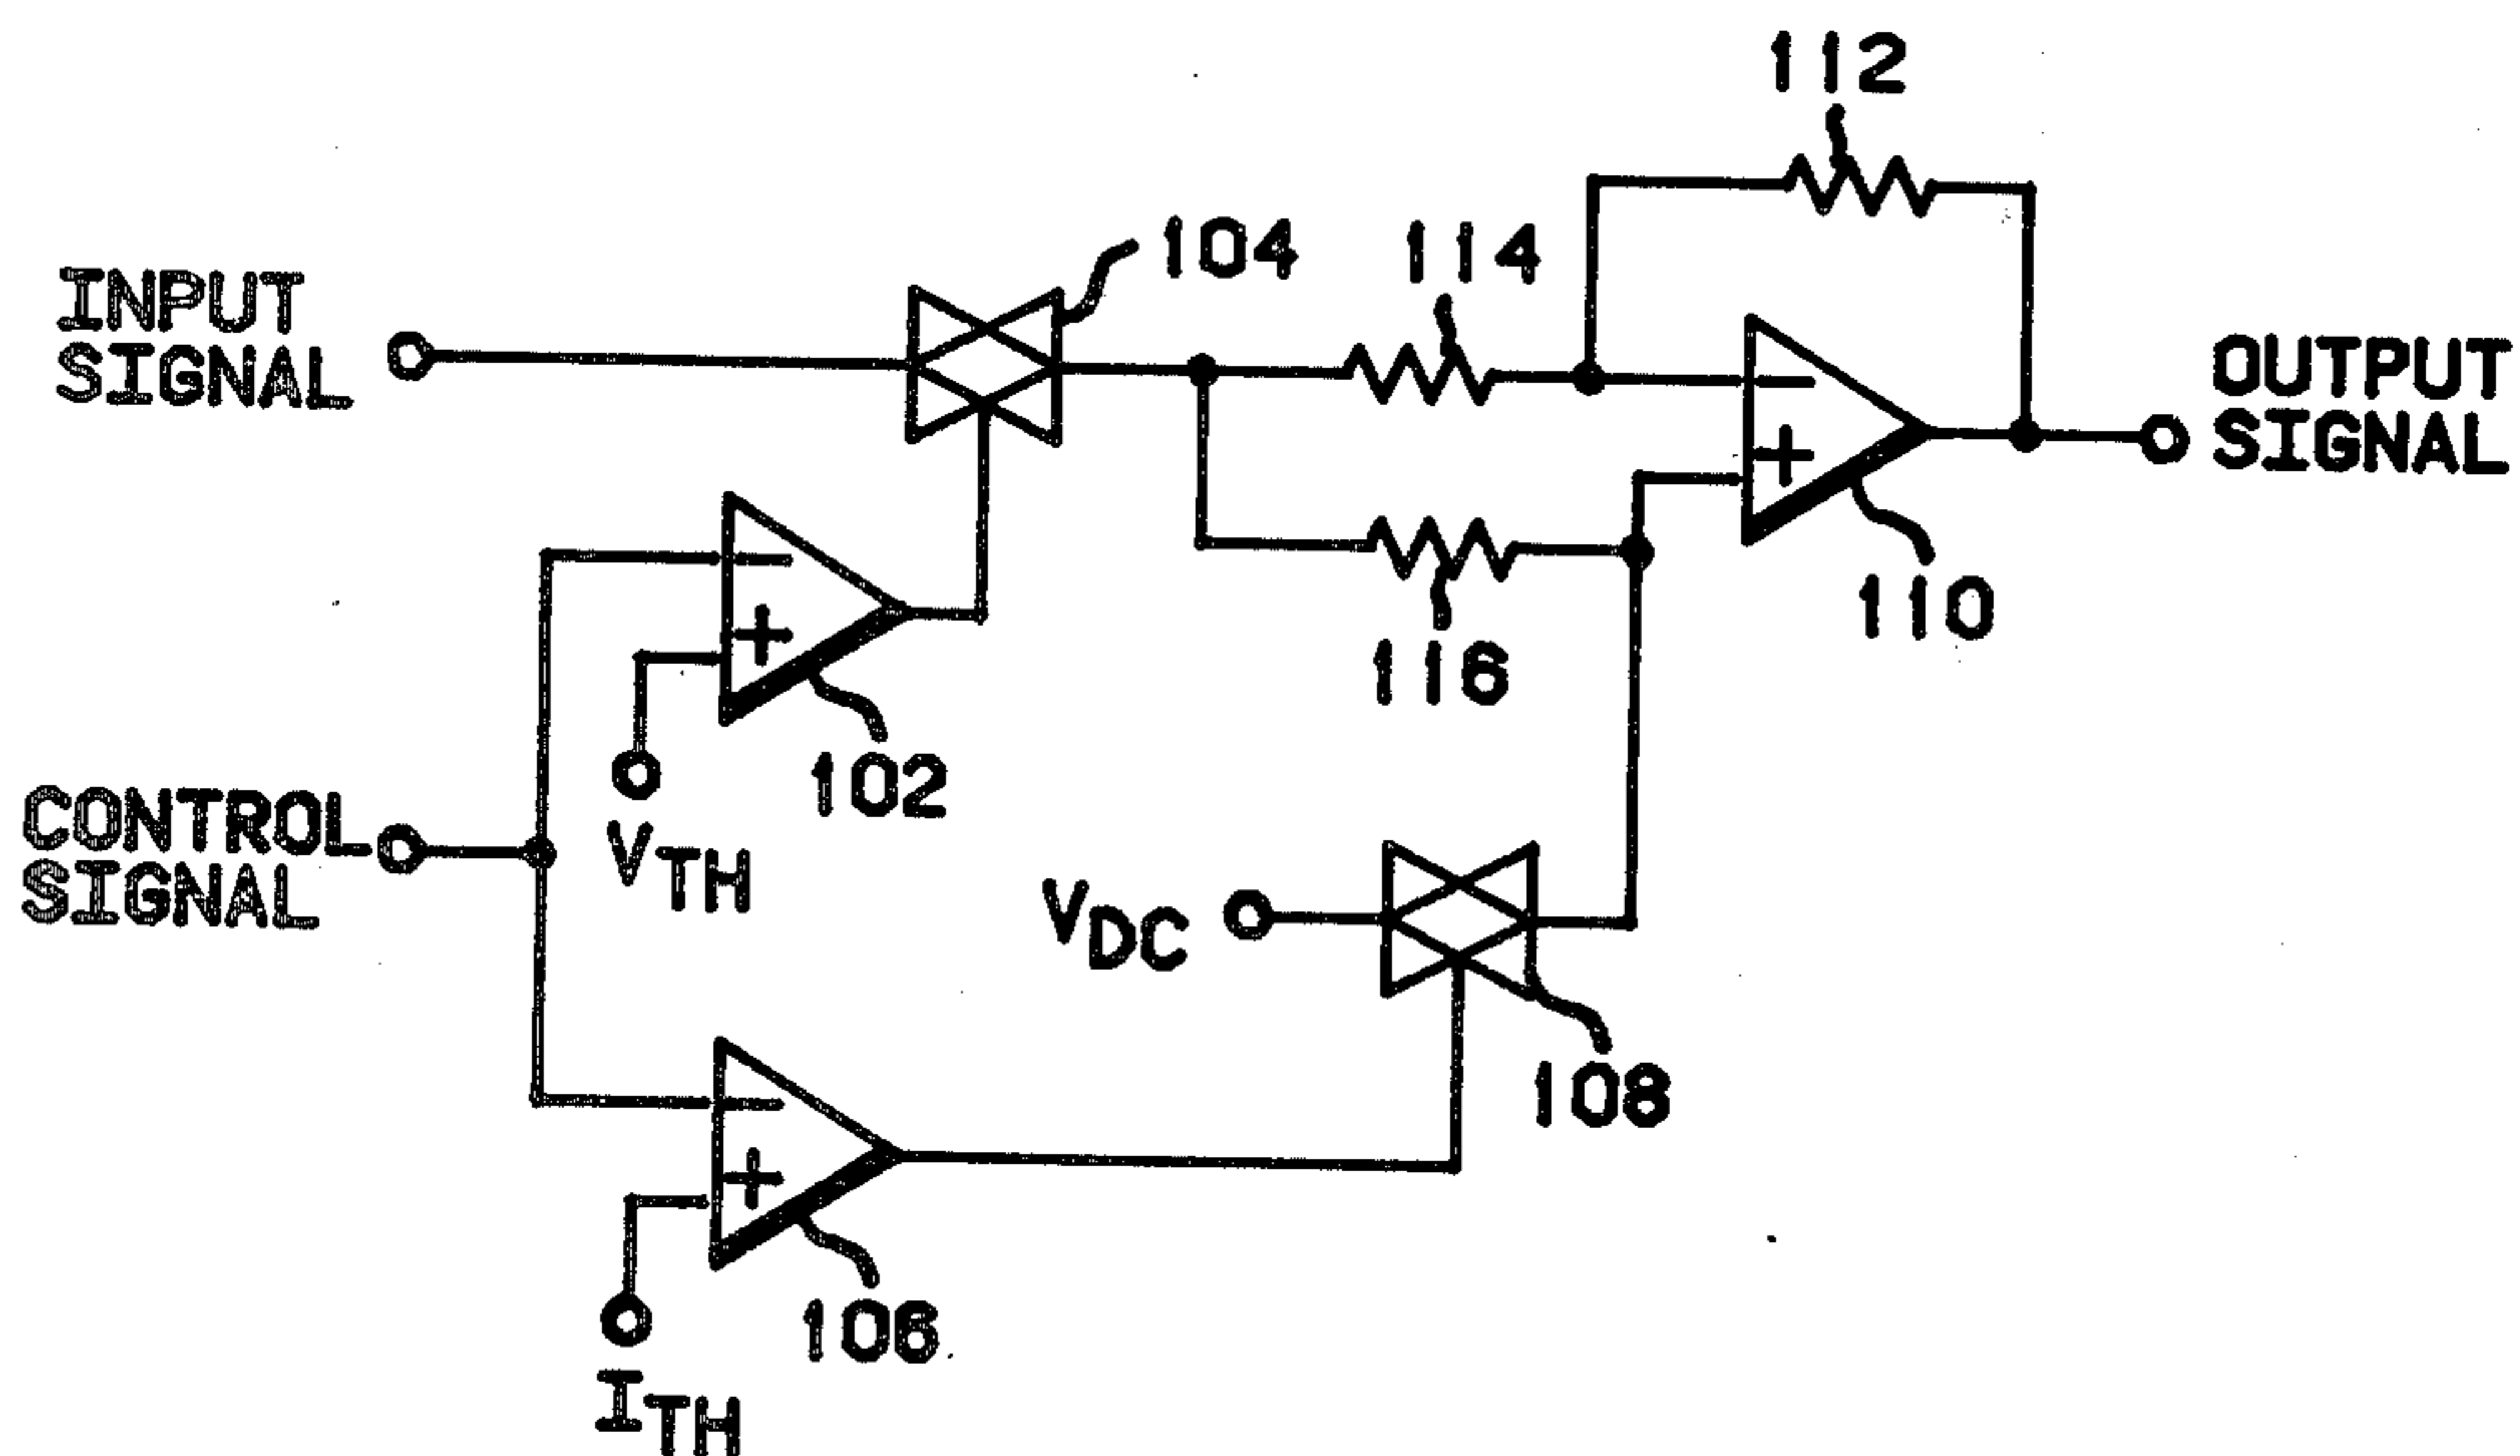 112
104
114
INPUT
SIGNAL
OUTPUT
SIGNAL
−
+
−
+
110
116
102
VTH
CONTROL
SIGNAL
VDC
108
−
+
106
ITH